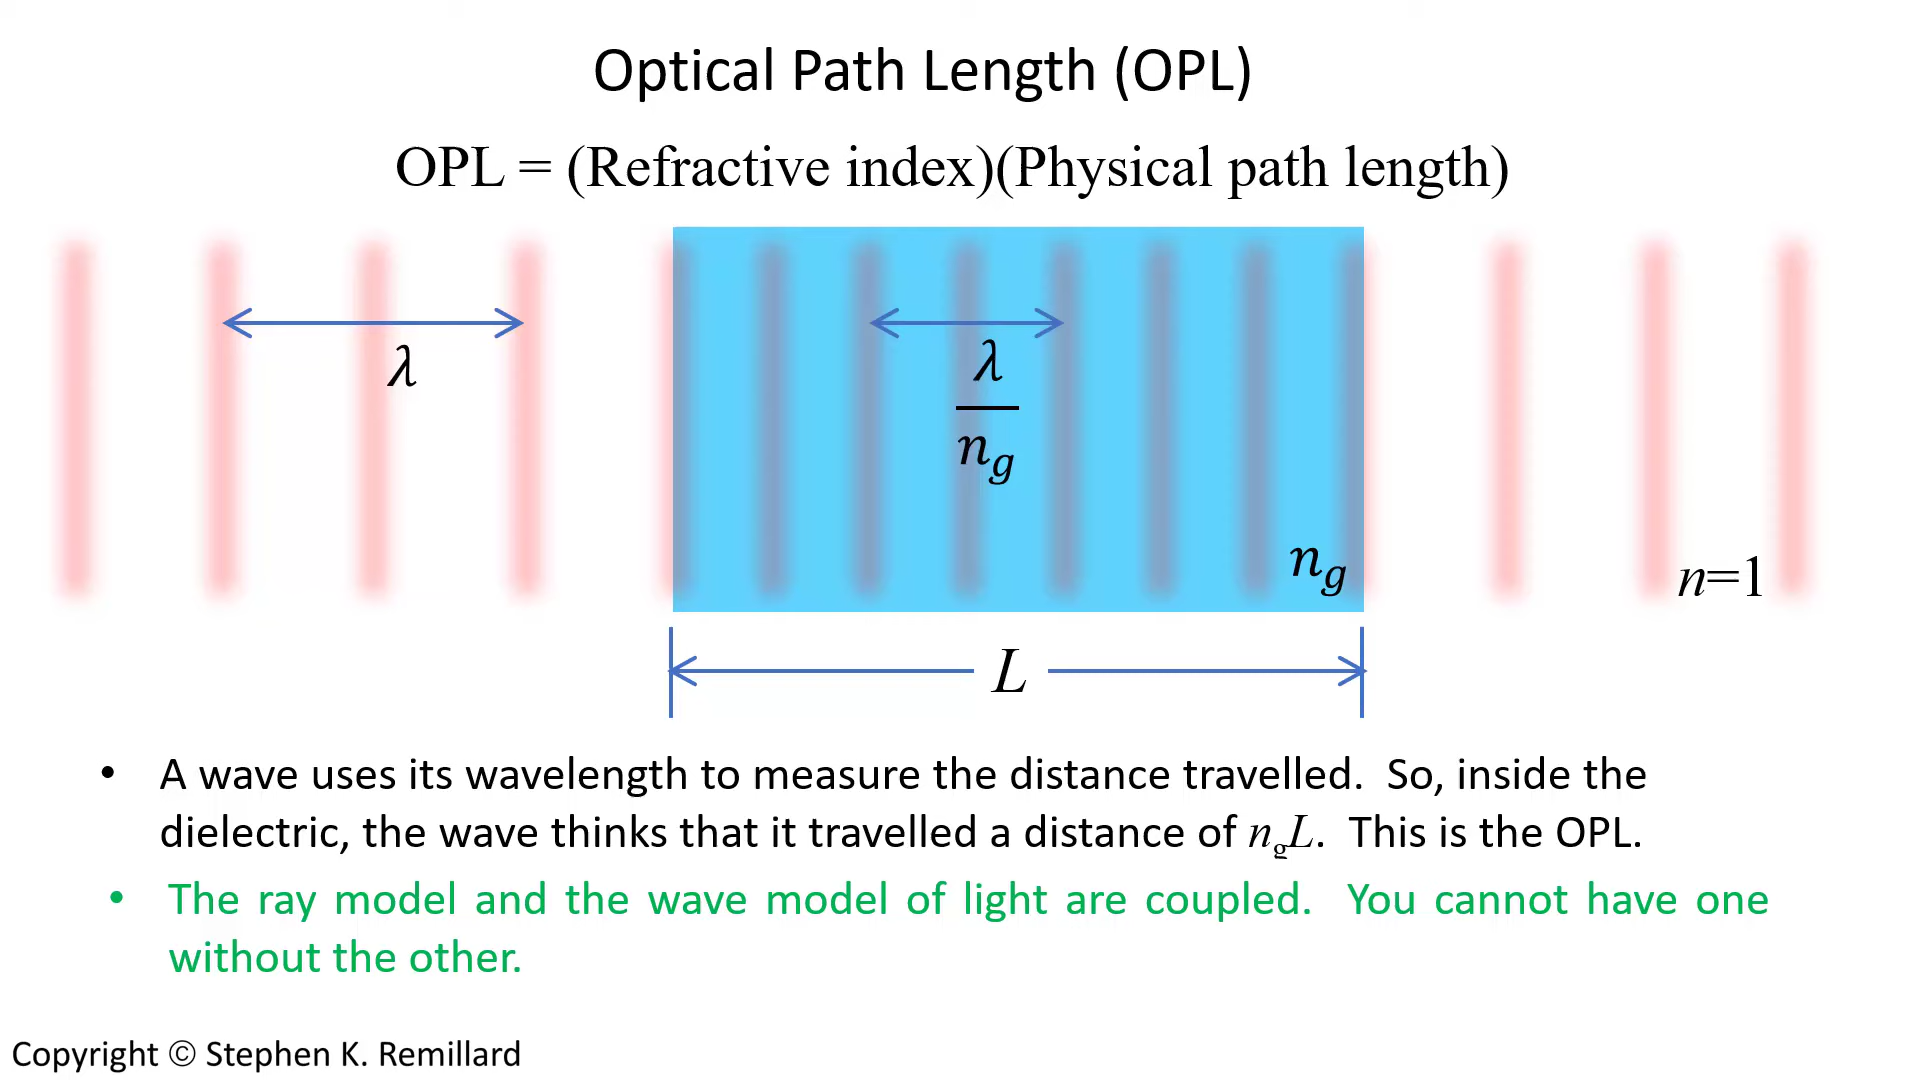 Optical Path Length (OPL)
OPL = (Refractive index)(Physical path length)
λ
λ
n_g
n_g
n=1
L
• A wave uses its wavelength to measure the distance travelled.  So, inside the
dielectric, the wave thinks that it travelled a distance of n_gL.  This is the OPL.
• The ray model and the wave model of light are coupled.  You cannot have one
without the other.
Copyright © Stephen K. Remillard